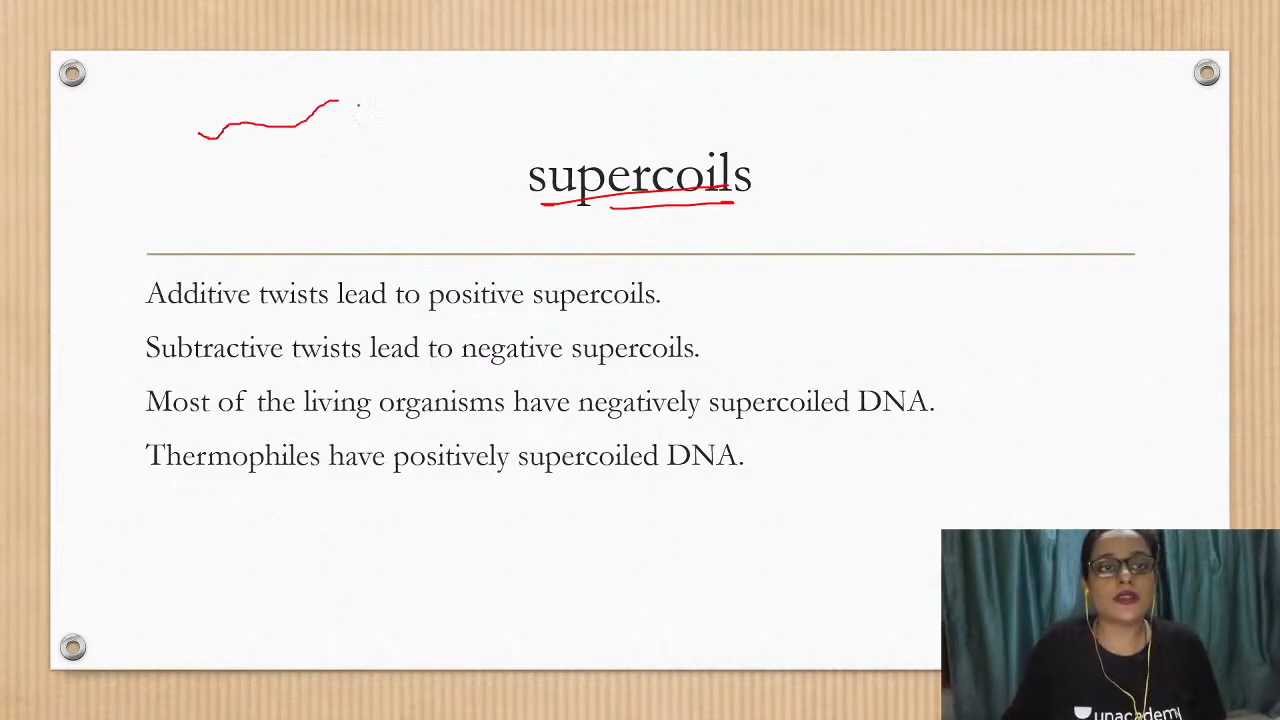 supercoils
Additive twists lead to positive supercoils.
Subtractive twists lead to negative supercoils.
Most of the living organisms have negatively supercoiled DNA.
Thermophiles have positively supercoiled DNA.
unacademy